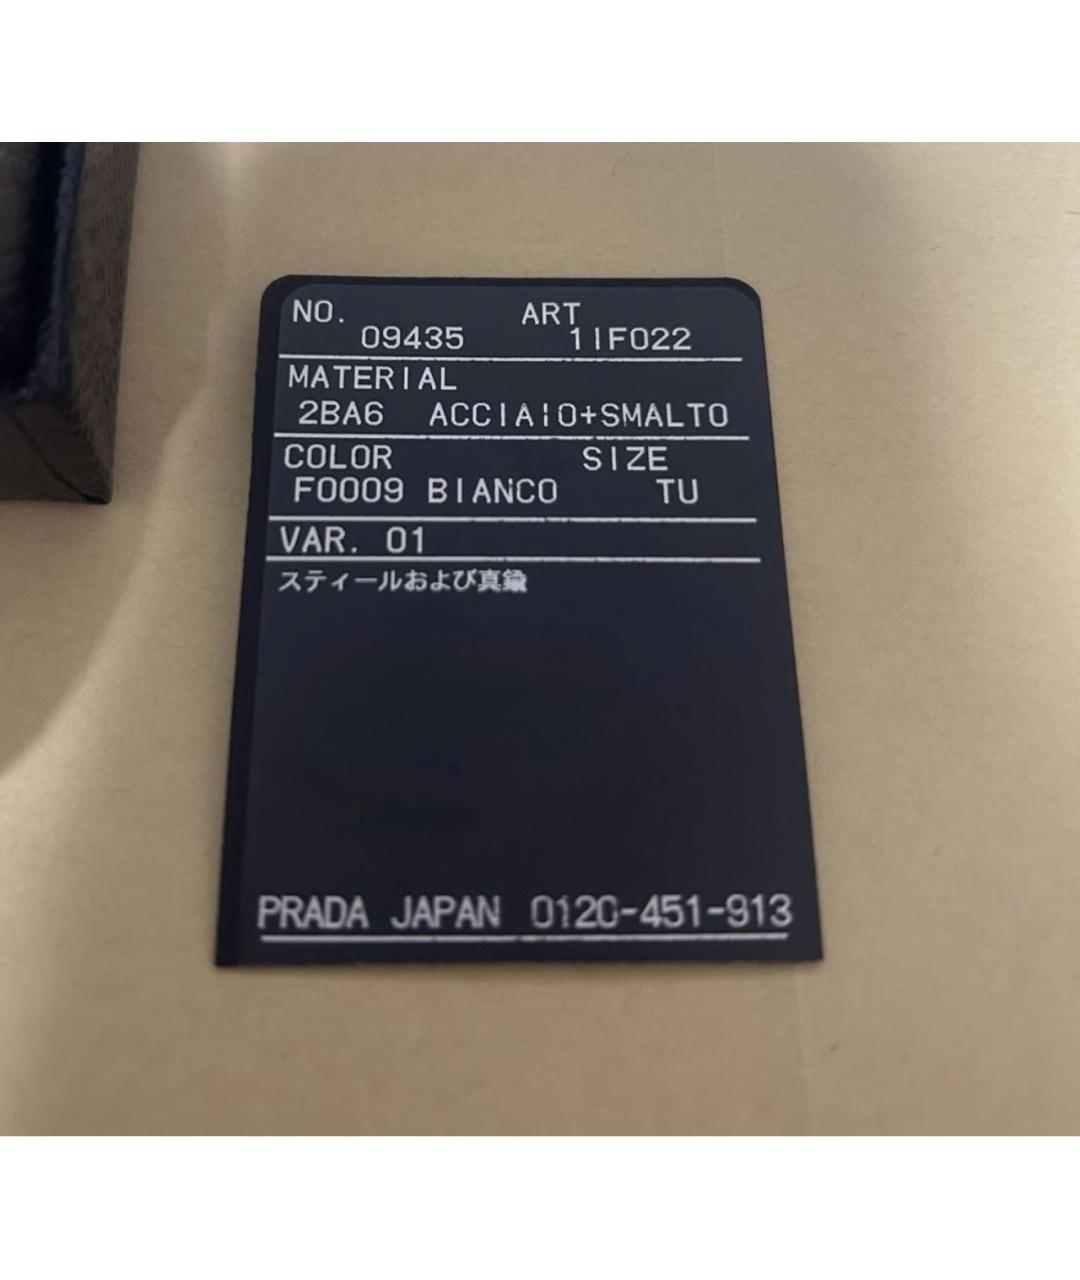 NO. ART
09435 1IF022
MATERIAL
2BA6 ACCIAIO+SMALTO
COLOR SIZE
F0009 BIANCO TU
VAR. 01
スティールおよび真鍮
PRADA JAPAN 0120-451-913